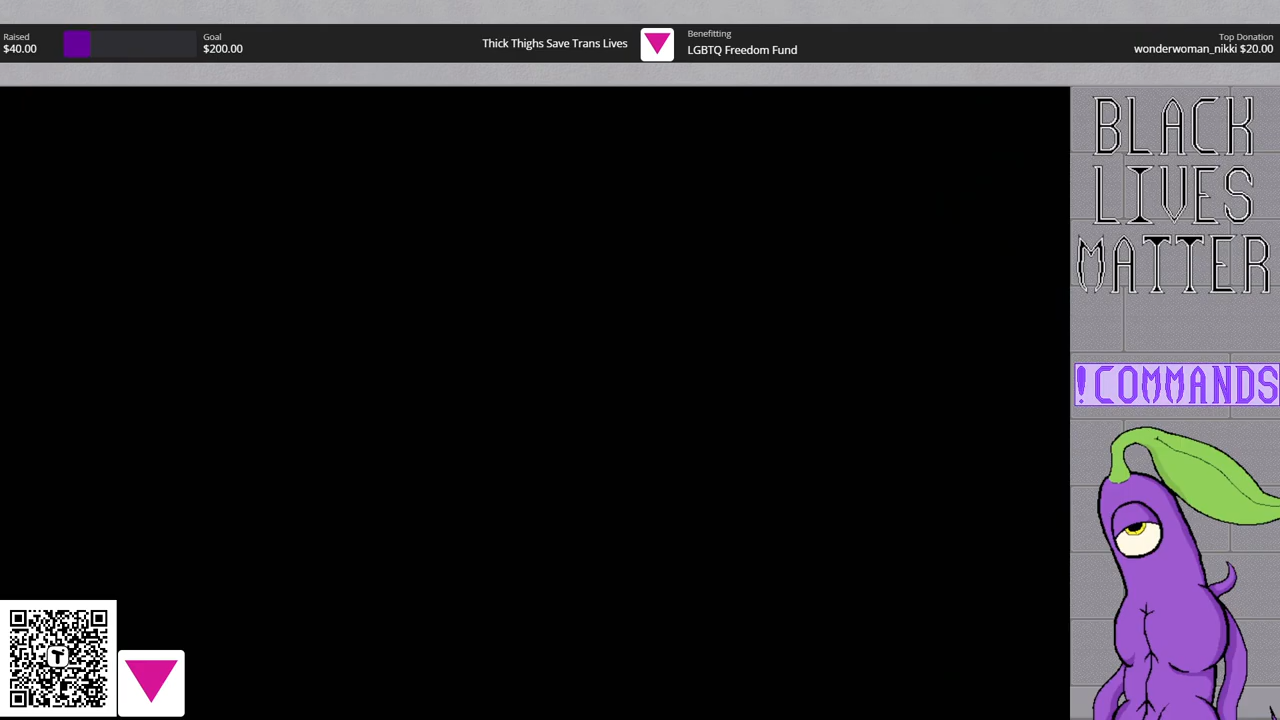 Raised
$40.00
Goal
$200.00
Thick Thighs Save Trans Lives
Benefitting
LGBTQ Freedom Fund
Top Donation
wonderwoman_nikki $20.00
BLACK
LIVES
MATTER
!COMMANDS
T